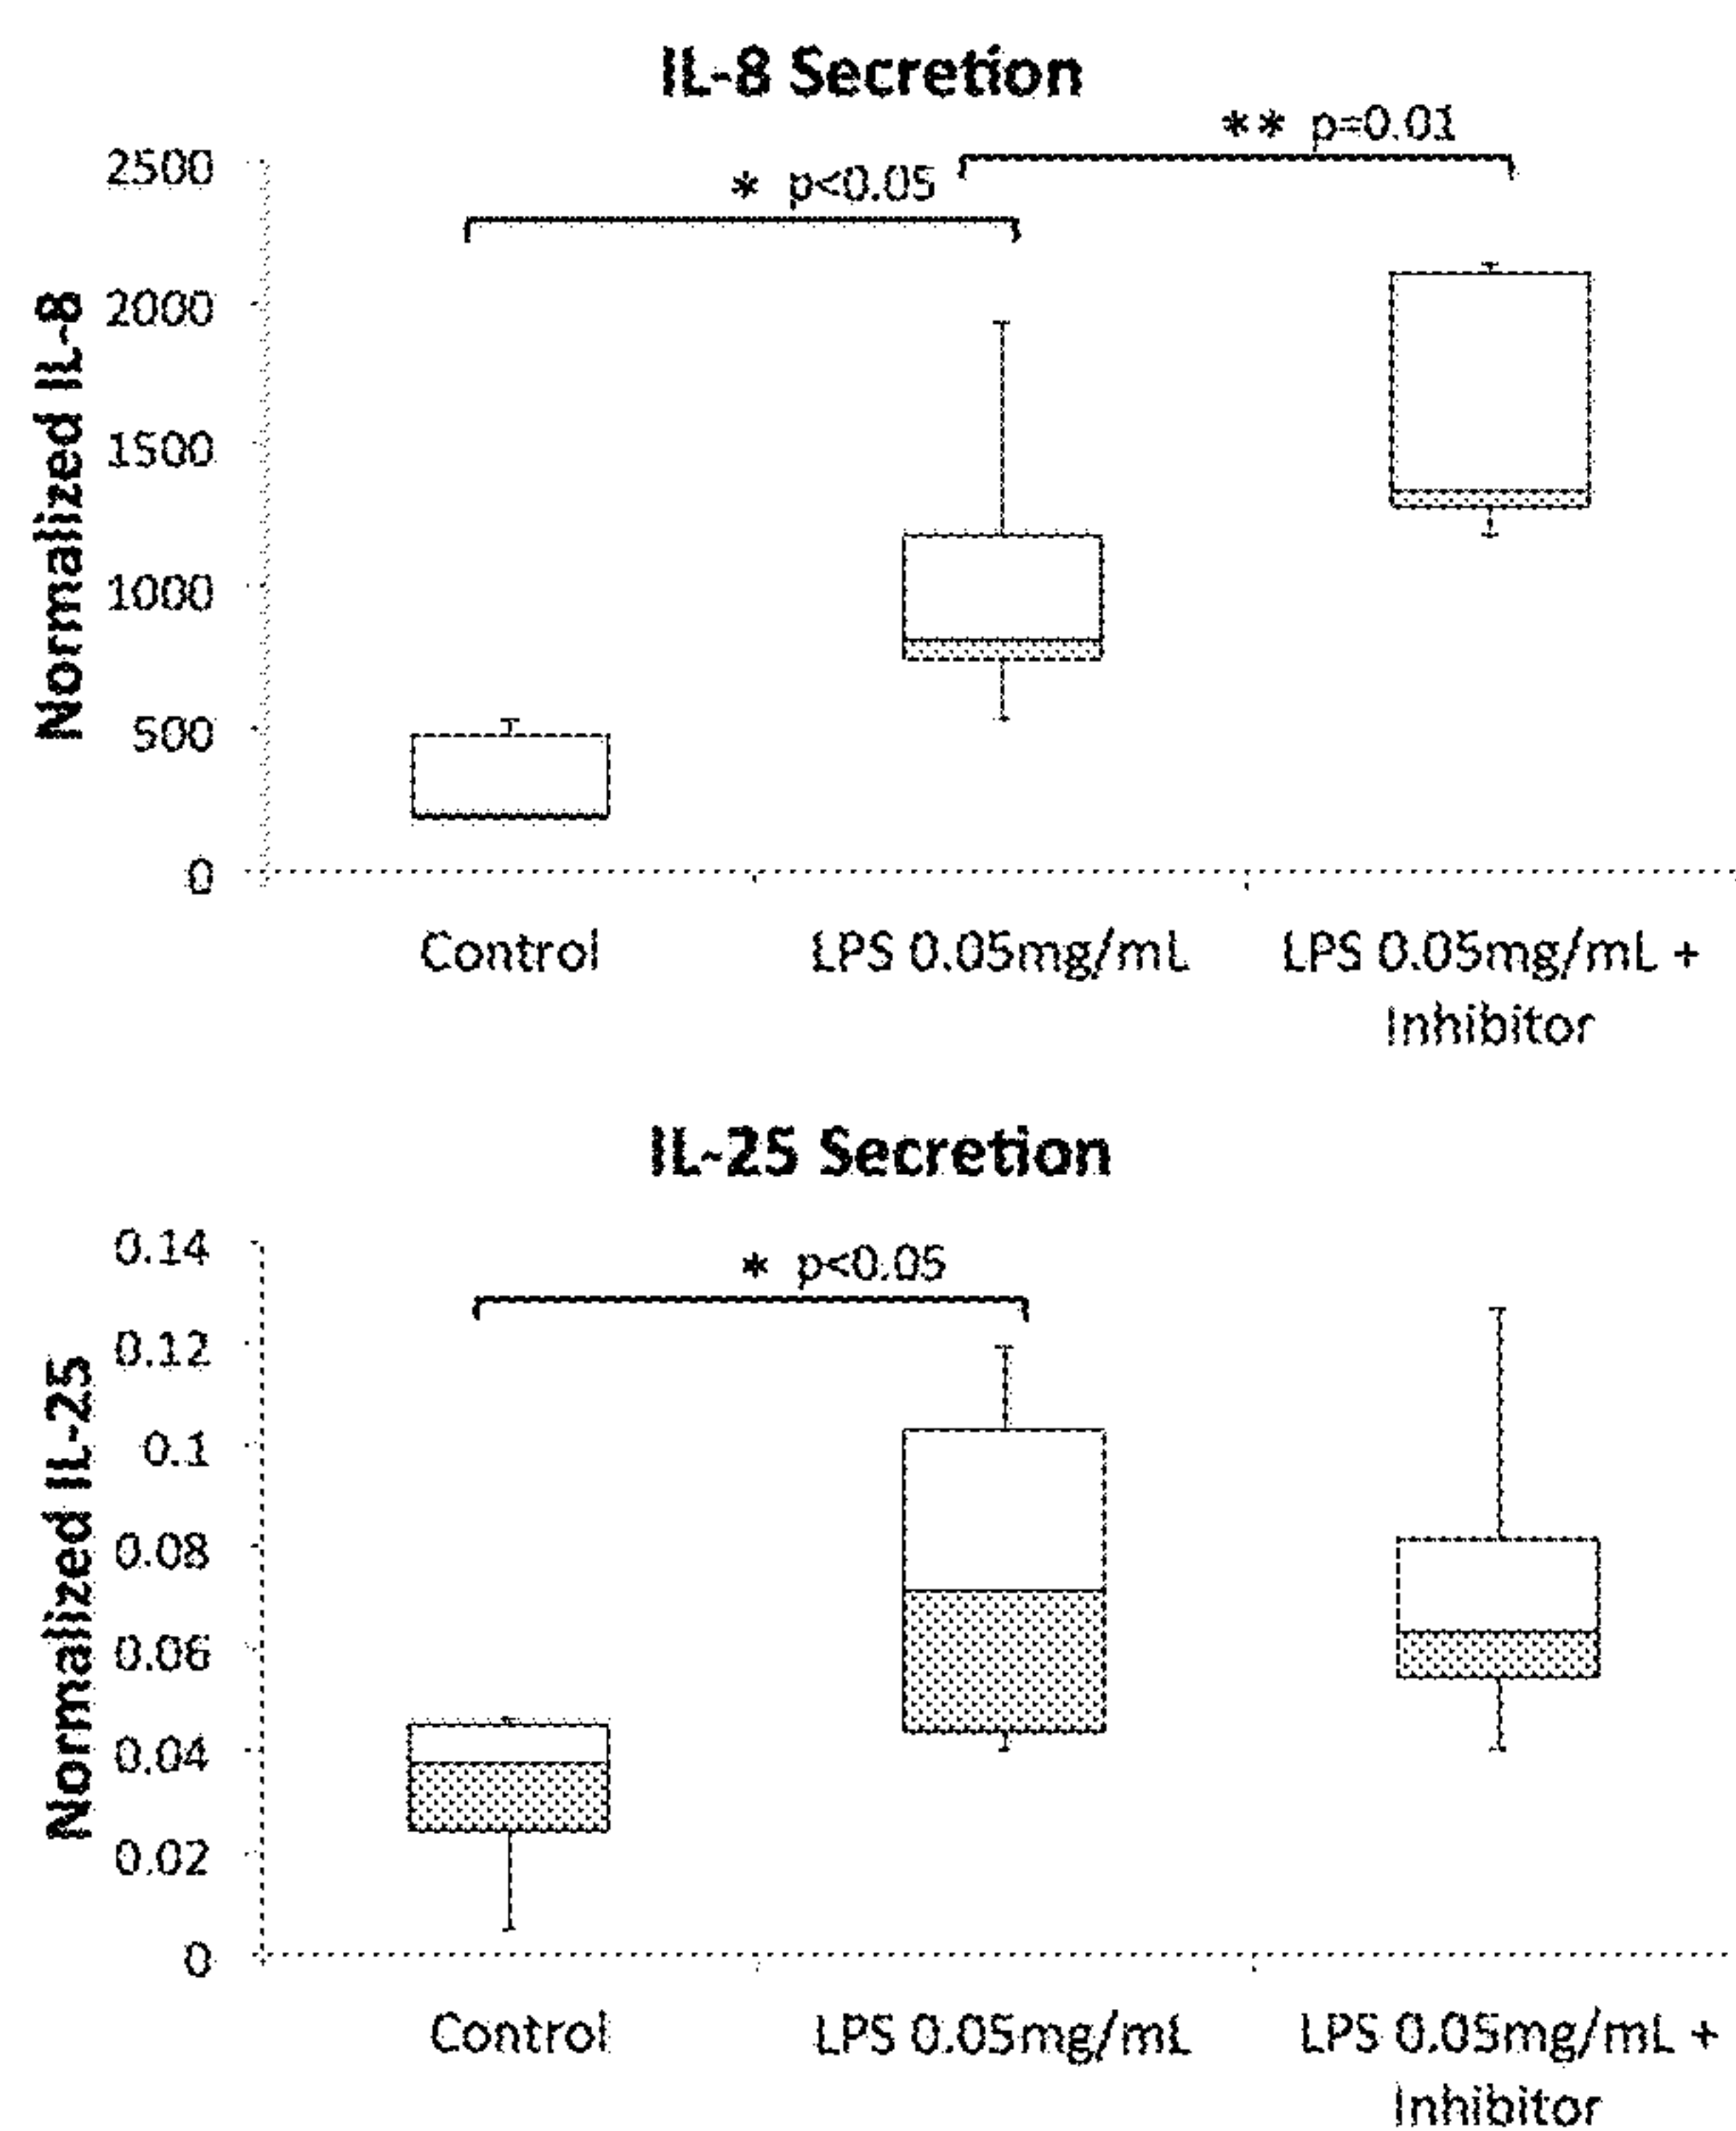 IL-8 Secretion
** p=0.01
* p<0.05
Normalized IL-8
2500
2000
1500
1000
500
0
Control
LPS 0.05mg/mL
LPS 0.05mg/mL +
Inhibitor
IL-25 Secretion
* p<0.05
Normalized IL-25
0.14
0.12
0.1
0.08
0.06
0.04
0.02
0
Control
LPS 0.05mg/mL
LPS 0.05mg/mL +
Inhibitor